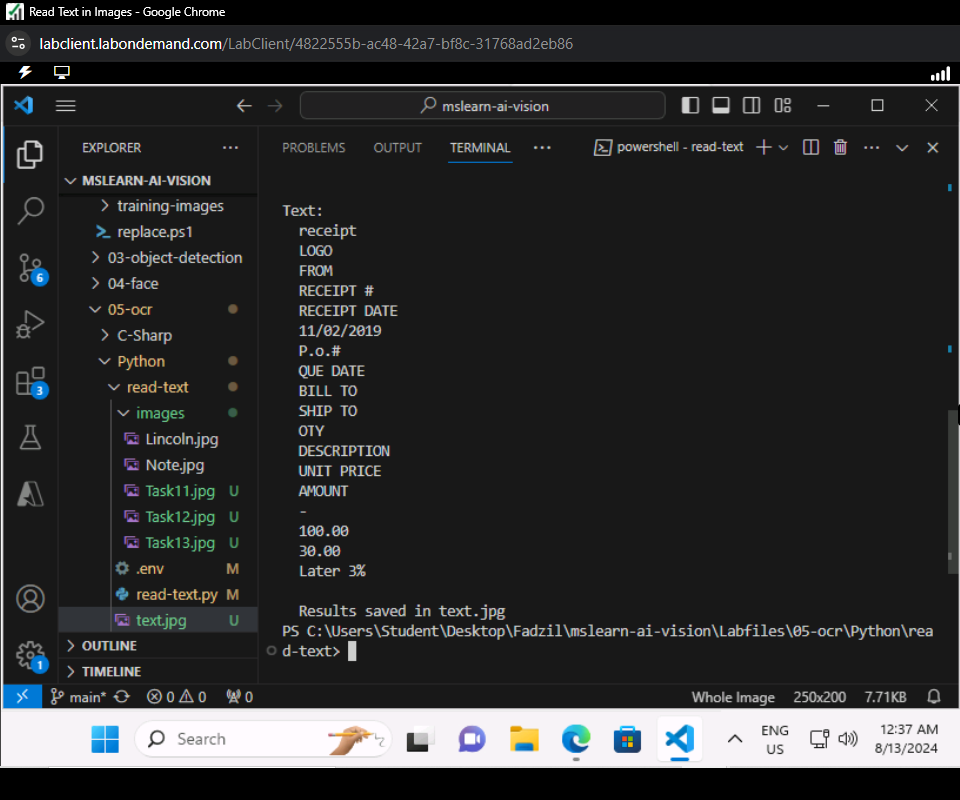 Read Text in Images - Google Chrome
labclient.labondemand.com/LabClient/4822555b-ac48-42a7-bf8c-31768ad2eb86
mslearn-ai-vision
EXPLORER
PROBLEMS OUTPUT TERMINAL powershell - read-text
MSLEARN-AI-VISION
training-images
replace.ps1
03-object-detection
04-face
05-ocr
C-Sharp
Python
read-text
images
Lincoln.jpg
Note.jpg
Task11.jpg U
Task12.jpg U
Task13.jpg U
.env M
read-text.py M
text.jpg U
OUTLINE
TIMELINE
6
3
1
Text:
receipt
LOGO
FROM
RECEIPT #
RECEIPT DATE
11/02/2019
P.o.#
QUE DATE
BILL TO
SHIP TO
OTY
DESCRIPTION
UNIT PRICE
AMOUNT
-
100.00
30.00
Later 3%
Results saved in text.jpg
PS C:\Users\Student\Desktop\Fadzil\mslearn-ai-vision\Labfiles\05-ocr\Python\rea
d-text>
main* 0 0 0 Whole Image 250x200 7.71KB
Search
ENG
US
12:37 AM
8/13/2024